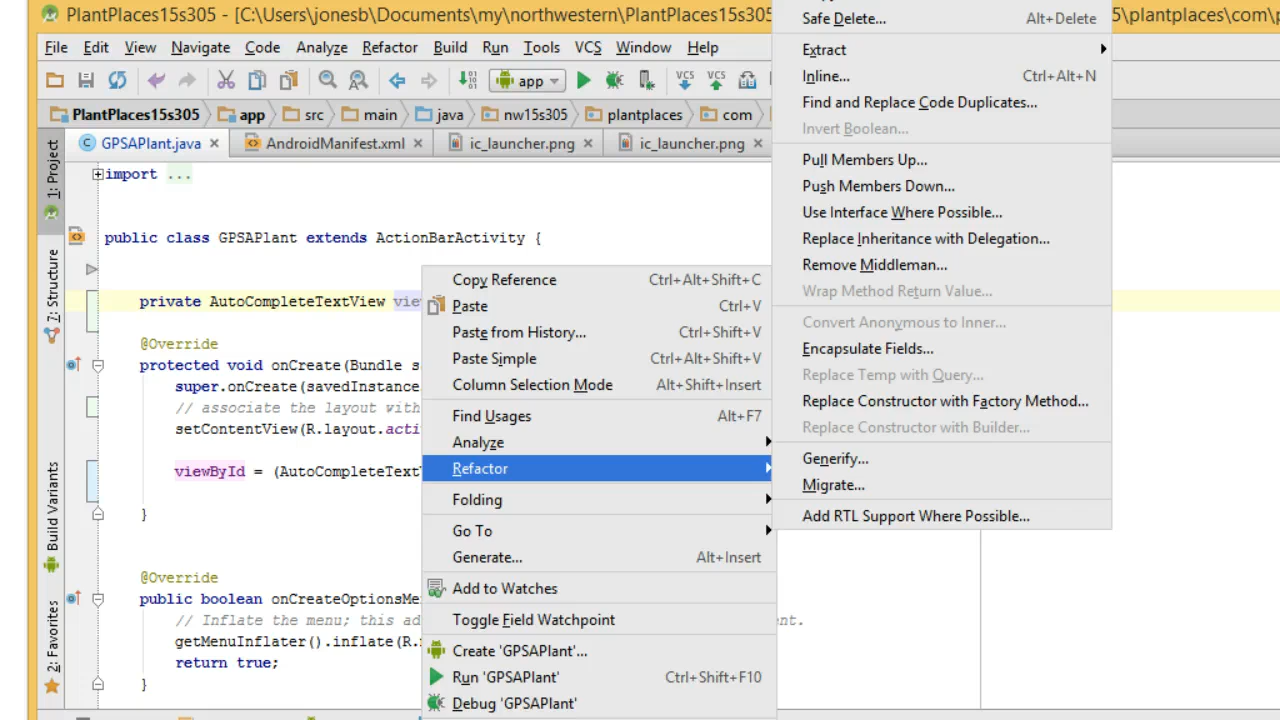 PlantPlaces15s305 - [C:\Users\jonesb\Documents\my\northwestern\PlantPlaces15s305
5\plantplaces\com\p
File Edit View Navigate Code Analyze Refactor Build Run Tools VCS Window Help
app
VCS VCS
PlantPlaces15s305 app src main java nw15s305 plantplaces com
GPSAPlant.java AndroidManifest.xml ic_launcher.png ic_launcher.png
1: Project
7: Structure
Build Variants
2: Favorites
import ...
public class GPSAPlant extends ActionBarActivity {
private AutoCompleteTextView view
@Override
protected void onCreate(Bundle s
super.onCreate(savedInstance
// associate the layout with
setContentView(R.layout.acti
viewById = (AutoCompleteText
}
@Override
public boolean onCreateOptionsMe
// Inflate the menu; this ad
nt.
getMenuInflater().inflate(R.
return true;
}
Copy Reference Ctrl+Alt+Shift+C
Paste Ctrl+V
Paste from History... Ctrl+Shift+V
Paste Simple Ctrl+Alt+Shift+V
Column Selection Mode Alt+Shift+Insert
Find Usages Alt+F7
Analyze
Refactor
Folding
Go To
Generate... Alt+Insert
Add to Watches
Toggle Field Watchpoint
Create 'GPSAPlant'...
Run 'GPSAPlant' Ctrl+Shift+F10
Debug 'GPSAPlant'
Safe Delete... Alt+Delete
Extract
Inline... Ctrl+Alt+N
Find and Replace Code Duplicates...
Invert Boolean...
Pull Members Up...
Push Members Down...
Use Interface Where Possible...
Replace Inheritance with Delegation...
Remove Middleman...
Wrap Method Return Value...
Convert Anonymous to Inner...
Encapsulate Fields...
Replace Temp with Query...
Replace Constructor with Factory Method...
Replace Constructor with Builder...
Generify...
Migrate...
Add RTL Support Where Possible...